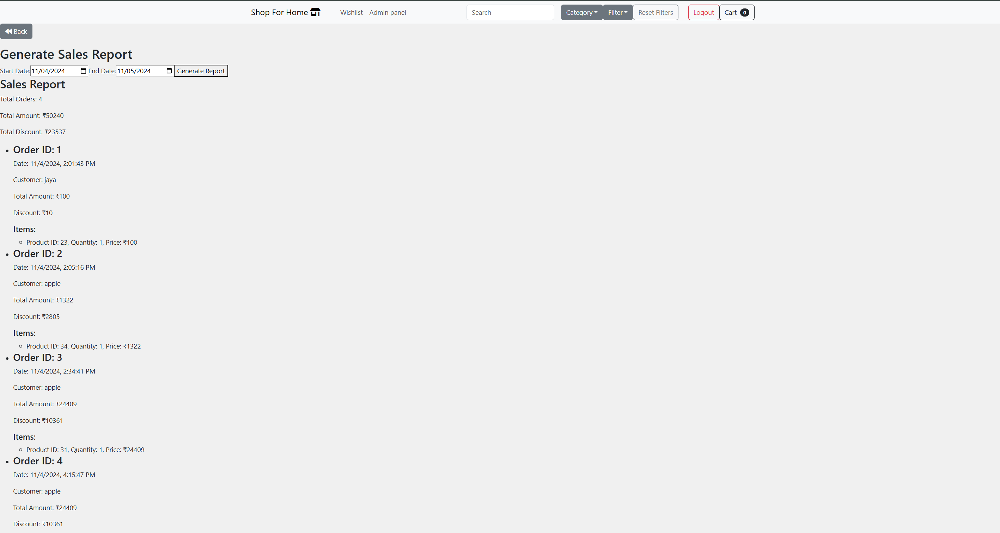 Shop For Home Wishlist Admin panel Search Category Filter Reset Filters Logout Cart 0
Back
Generate Sales Report
Start Date: 11/04/2024 End Date: 11/05/2024 Generate Report
Sales Report
Total Orders: 4
Total Amount: ₹50240
Total Discount: ₹23537
Order ID: 1
Date: 11/4/2024, 2:01:43 PM
Customer: jaya
Total Amount: ₹100
Discount: ₹10
Items:
Product ID: 23, Quantity: 1, Price: ₹100
Order ID: 2
Date: 11/4/2024, 2:05:16 PM
Customer: apple
Total Amount: ₹1322
Discount: ₹2805
Items:
Product ID: 34, Quantity: 1, Price: ₹1322
Order ID: 3
Date: 11/4/2024, 2:34:41 PM
Customer: apple
Total Amount: ₹24409
Discount: ₹10361
Items:
Product ID: 31, Quantity: 1, Price: ₹24409
Order ID: 4
Date: 11/4/2024, 4:15:47 PM
Customer: apple
Total Amount: ₹24409
Discount: ₹10361